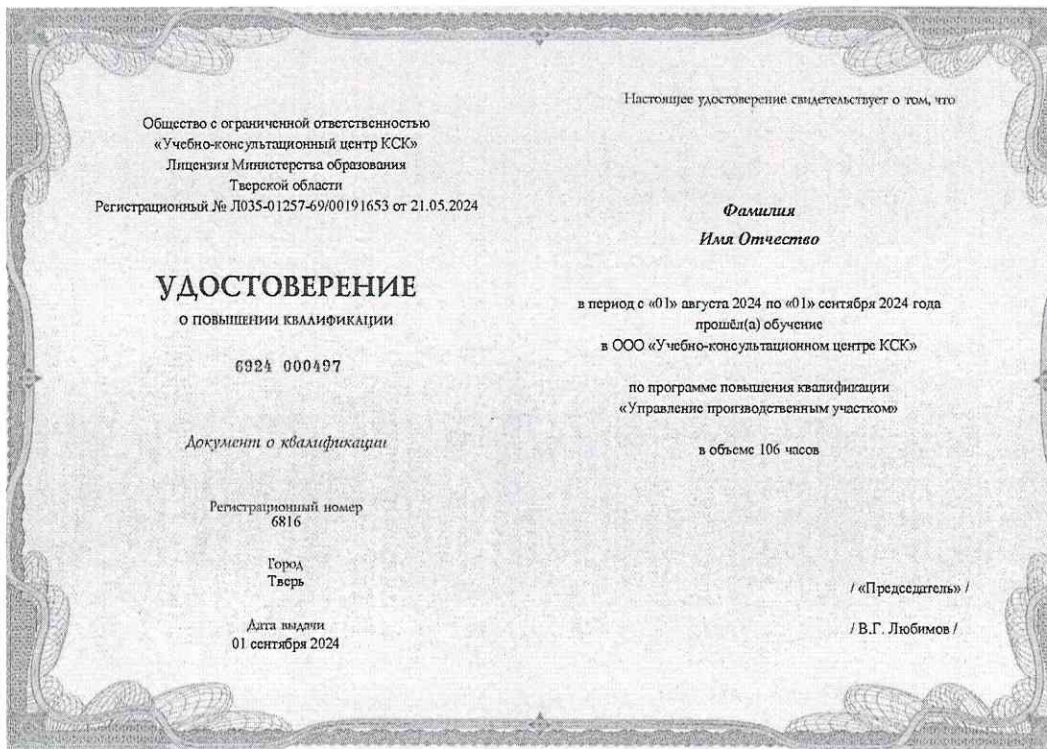 Общество с ограниченной ответственностью
«Учебно-консультационный центр КСК»
Лицензия Министерства образования
Тверской области
Регистрационный № Л035-01257-69/00191653 от 21.05.2024
УДОСТОВЕРЕНИЕ
О ПОВЫШЕНИИ КВАЛИФИКАЦИИ
6924 000497
Документ о квалификации
Регистрационный номер
6816
Город
Тверь
Дата выдачи
01 сентября 2024
Настоящее удостоверение свидетельствует о том, что
Фамилия
Имя Отчество
в период с «01» августа 2024 по «01» сентября 2024 года
прошёл(а) обучение
в ООО «Учебно-консультационном центре КСК»
по программе повышения квалификации
«Управление производственным участком»
в объеме 106 часов
/ «Председатель» /
/ В.Г. Любимов /